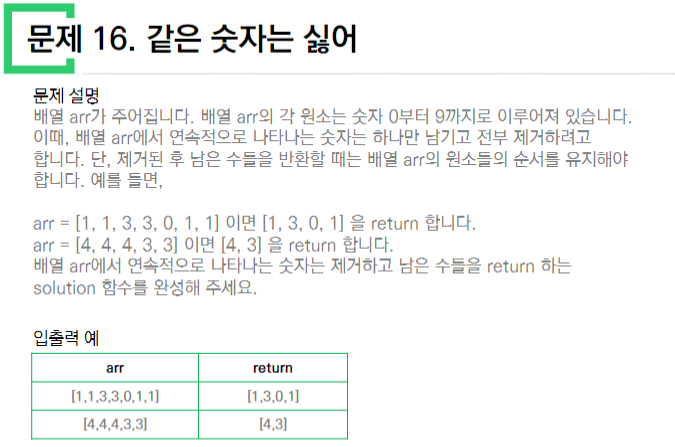 문제 16. 같은 숫자는 싫어
문제 설명
배열 arr가 주어집니다. 배열 arr의 각 원소는 숫자 0부터 9까지로 이루어져 있습니다.
이때, 배열 arr에서 연속적으로 나타나는 숫자는 하나만 남기고 전부 제거하려고
합니다. 단, 제거된 후 남은 수들을 반환할 때는 배열 arr의 원소들의 순서를 유지해야
합니다. 예를 들면,
arr = [1, 1, 3, 3, 0, 1, 1] 이면 [1, 3, 0, 1] 을 return 합니다.
arr = [4, 4, 4, 3, 3] 이면 [4, 3] 을 return 합니다.
배열 arr에서 연속적으로 나타나는 숫자는 제거하고 남은 수들을 return 하는
solution 함수를 완성해 주세요.
입출력 예
arr return
[1,1,3,3,0,1,1] [1,3,0,1]
[4,4,4,3,3] [4,3]